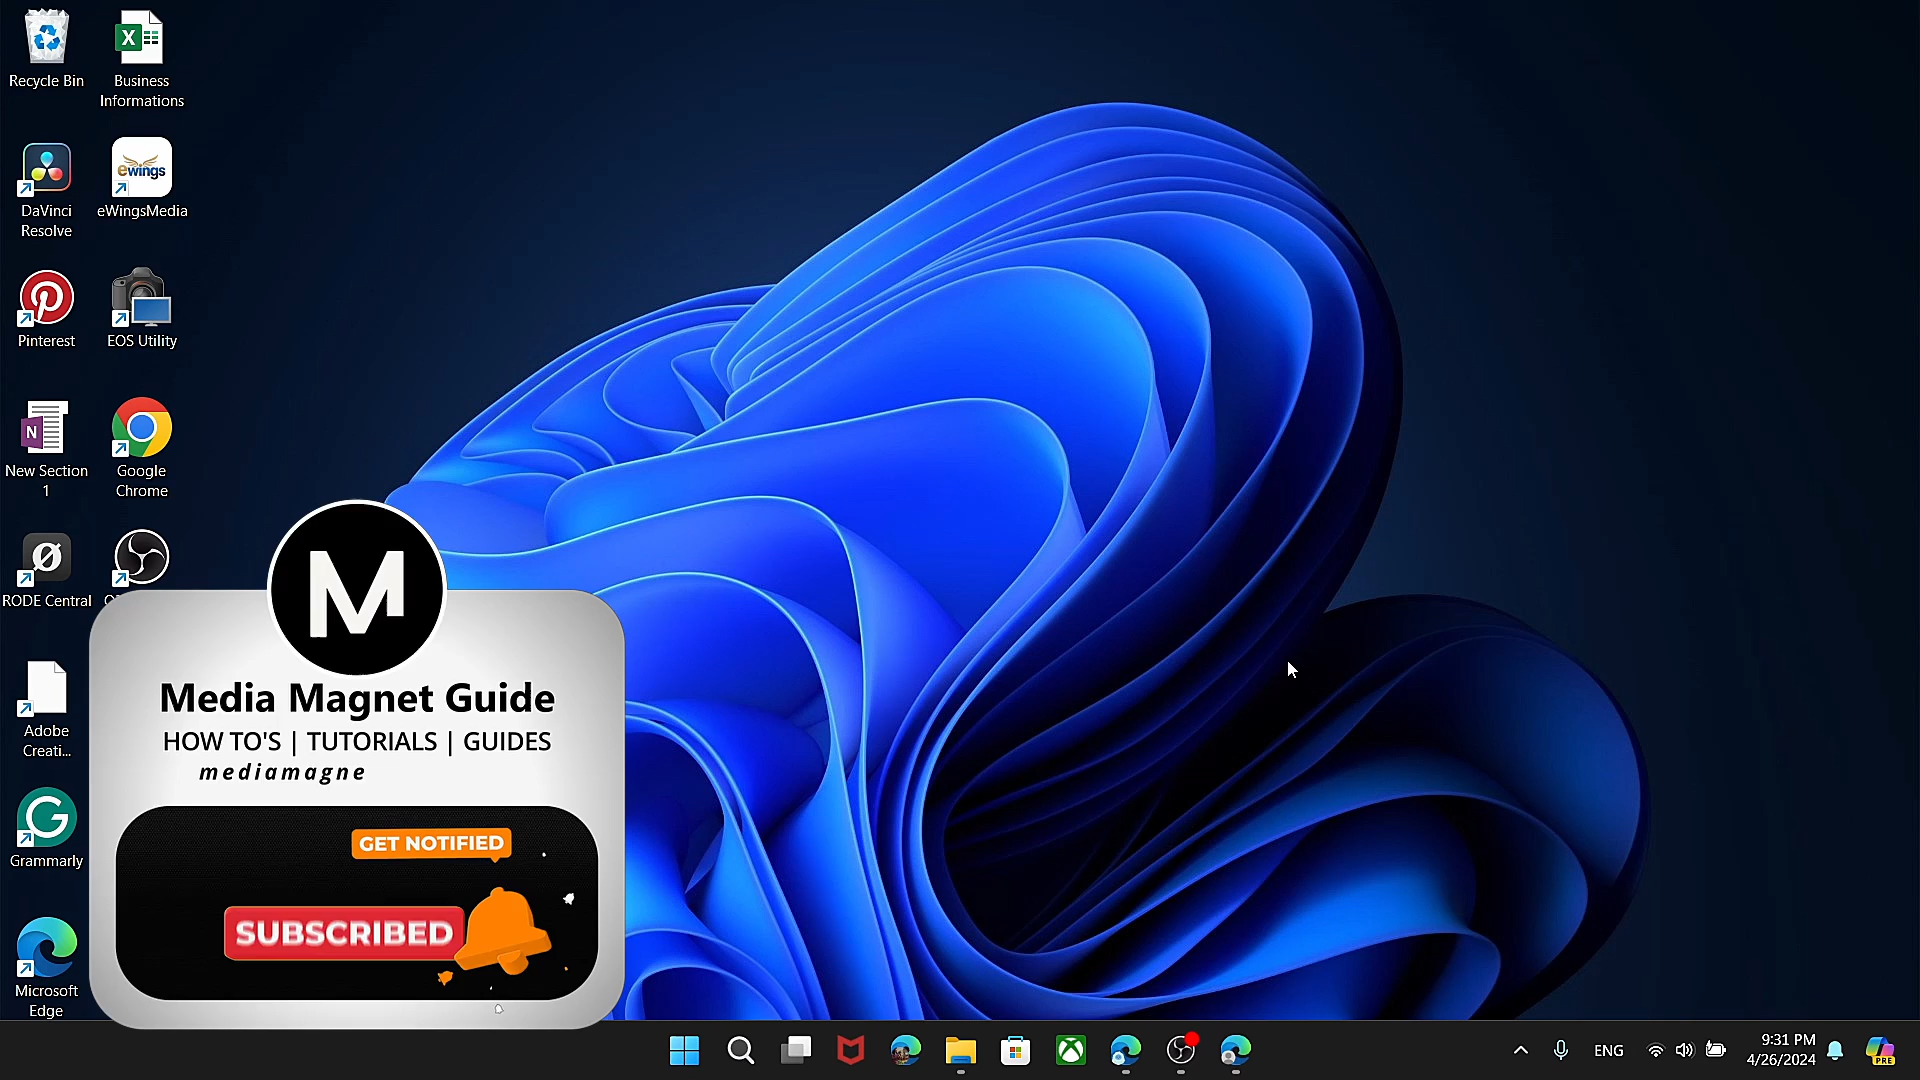 Recycle Bin
Business
Informations
DaVinci
Resolve
ewings
eWingsMedia
Pinterest
EOS Utility
N
New Section
1
Google
Chrome
RODE Central
M
Media Magnet Guide
HOW TO'S | TUTORIALS | GUIDES
mediamagne
GET NOTIFIED
SUBSCRIBED
Adobe
Creati...
Grammarly
Microsoft
Edge
ENG
9:31 PM
4/26/2024
PRE